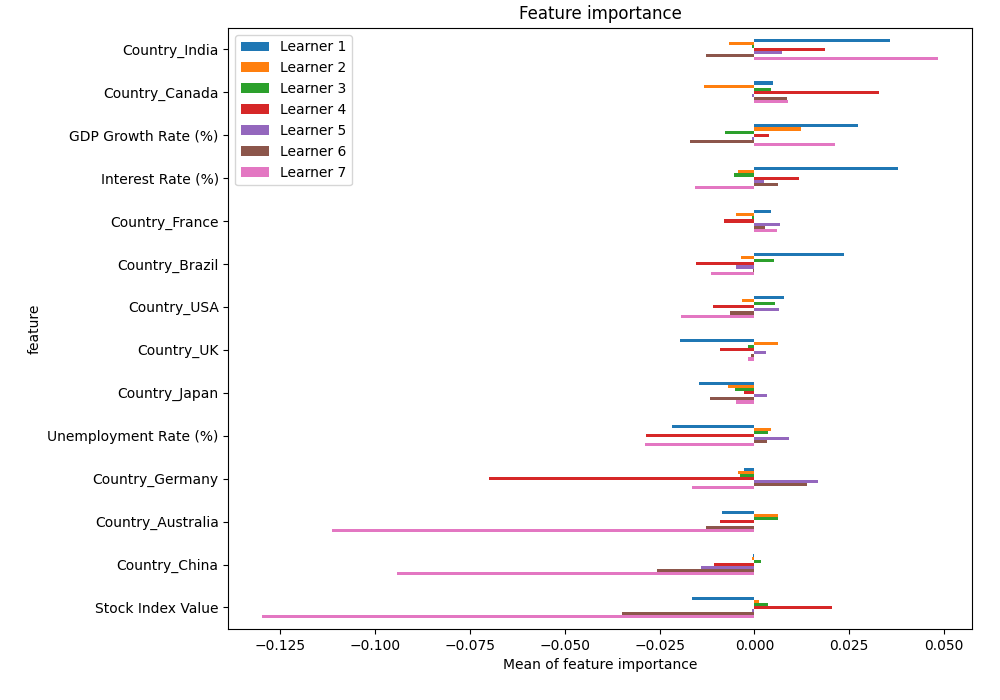 Feature importance
Learner 1
Learner 2
Learner 3
Learner 4
Learner 5
Learner 6
Learner 7
Country_India
Country_Canada
GDP Growth Rate (%)
Interest Rate (%)
Country_France
Country_Brazil
Country_USA
Country_UK
Country_Japan
Unemployment Rate (%)
Country_Germany
Country_Australia
Country_China
Stock Index Value
feature
−0.125 −0.100 −0.075 −0.050 −0.025 0.000 0.025 0.050
Mean of feature importance